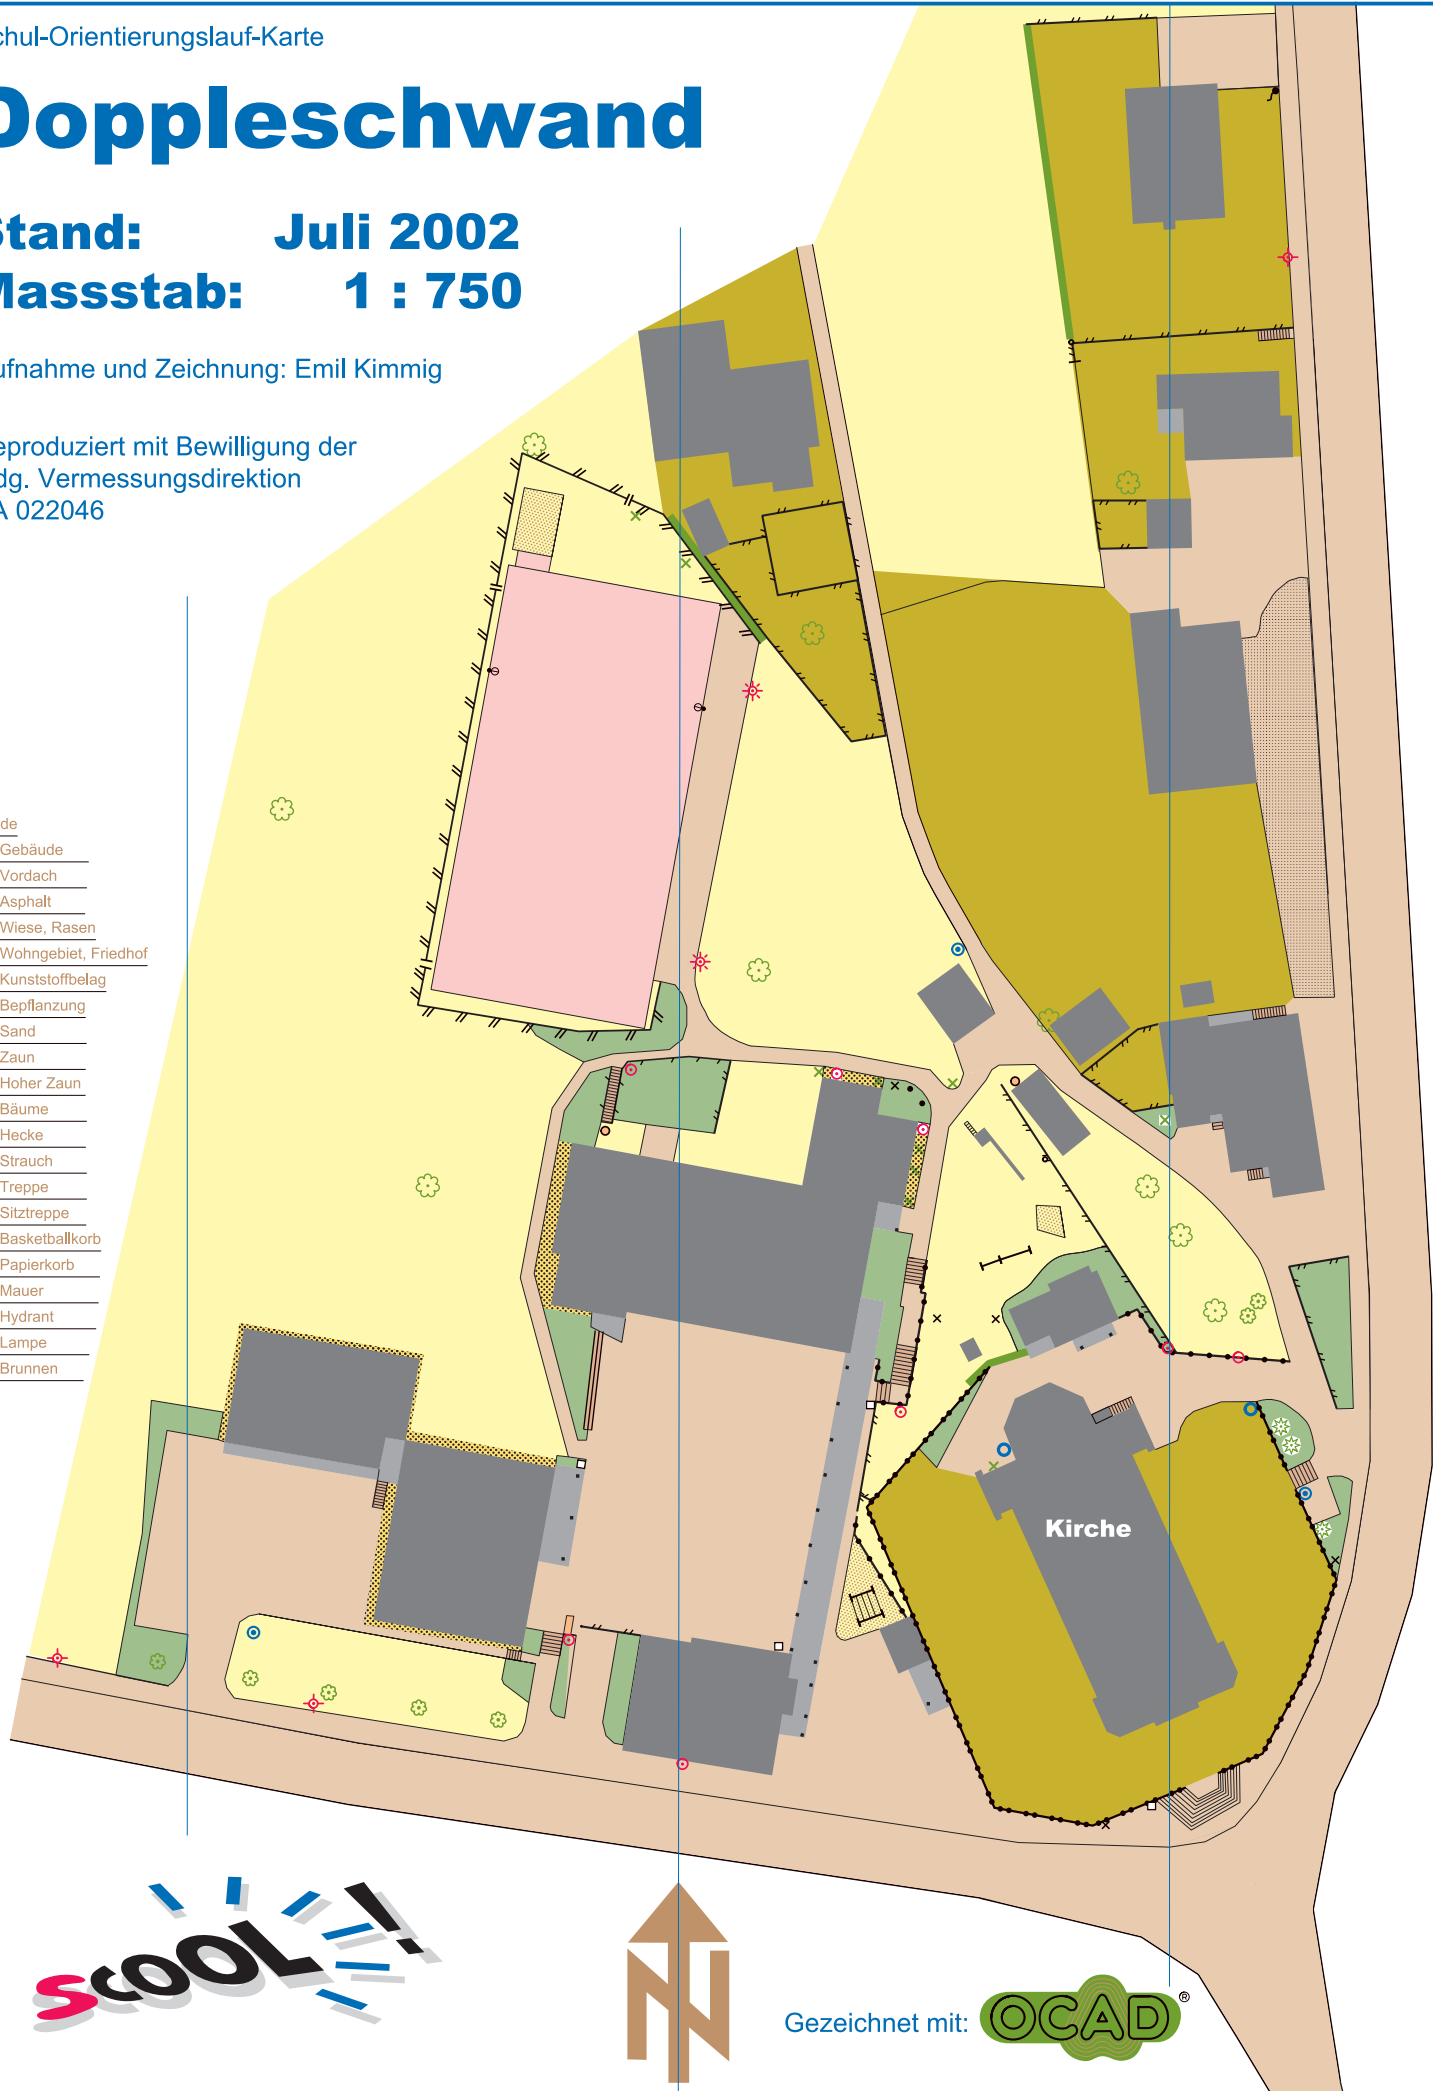 chul-Orientierungslauf-Karte
Doppleschwand
Stand: Juli 2002
Massstab: 1 : 750
ufnahme und Zeichnung: Emil Kimmig
eproduziert mit Bewilligung der
dg. Vermessungsdirektion
A 022046
de
Gebäude
Vordach
Asphalt
Wiese, Rasen
Wohngebiet, Friedhof
Kunststoffbelag
Bepflanzung
Sand
Zaun
Hoher Zaun
Bäume
Hecke
Strauch
Treppe
Sitztreppe
Basketballkorb
Papierkorb
Mauer
Hydrant
Lampe
Brunnen
Kirche
sCOOL!
N
Gezeichnet mit: OCAD ®